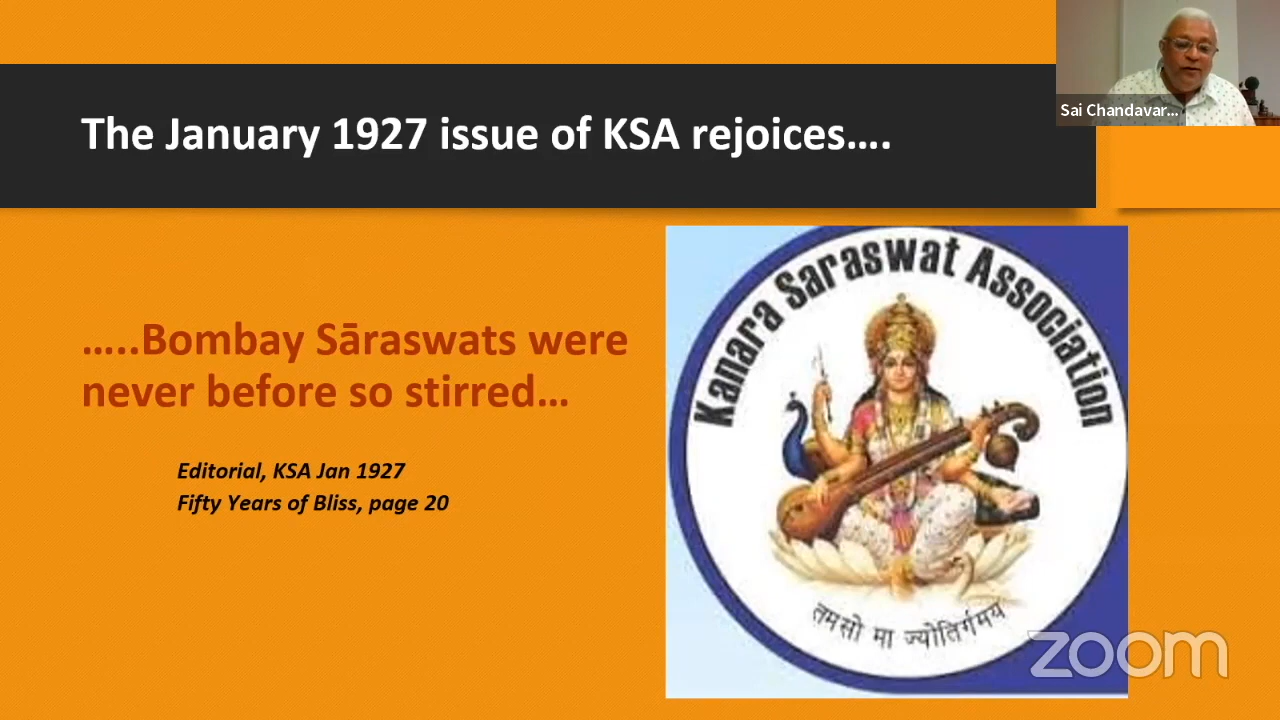 The January 1927 issue of KSA rejoices….
Sai Chandavar...
…..Bombay Sāraswats were
never before so stirred…
Editorial, KSA Jan 1927
Fifty Years of Bliss, page 20
Kanara Saraswat Association
तमसो मा ज्योतिर्गमय
zoom